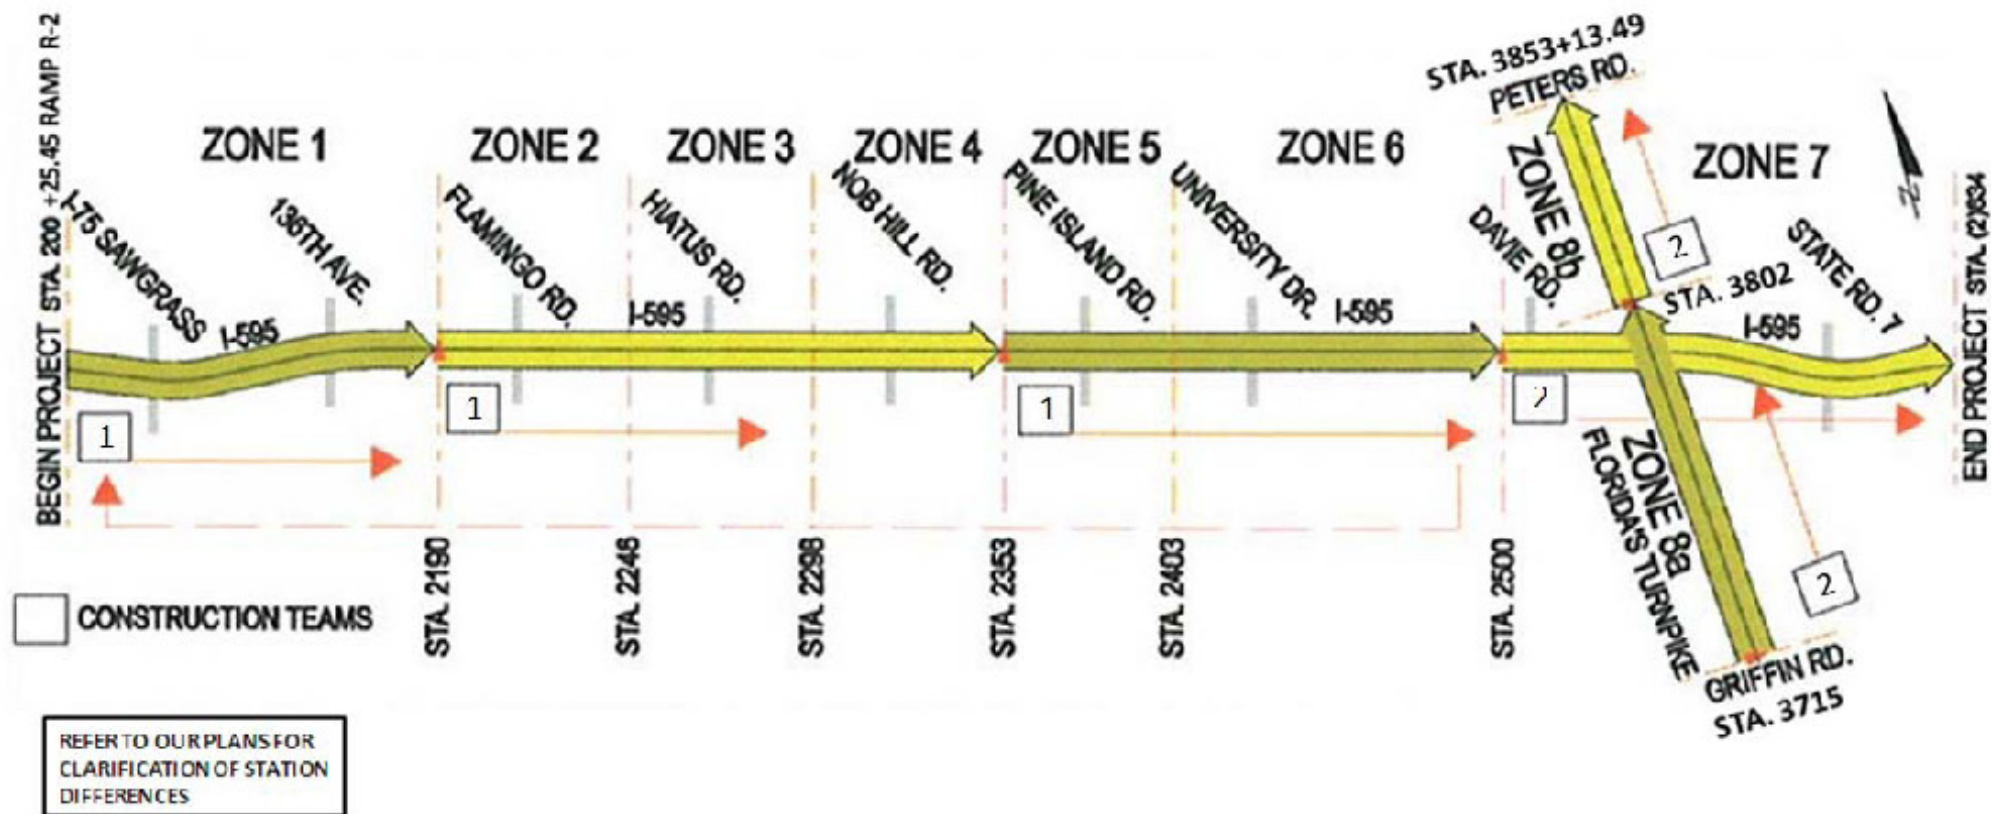 BEGIN PROJECT STA. 200 +25.45 RAMP R-2
ZONE 1
ZONE 2
ZONE 3
ZONE 4
ZONE 5
ZONE 6
ZONE 7
STA. 3853+13.49
PETERS RD.
ZONE 8b
I-75 SAWGRASS
136TH AVE.
FLAMINGO RD.
HIATUS RD.
NOB HILL RD.
PINE ISLAND RD.
UNIVERSITY DR.
DAVIE RD.
STATE RD. 7
STA. 3802
I-595
I-595
I-595
I-595
1
1
1
2
2
2
ZONE 8a
FLORIDA'S TURNPIKE
GRIFFIN RD.
STA. 3715
STA. 2190
STA. 2246
STA. 2298
STA. 2353
STA. 2403
STA. 2500
END PROJECT STA. (2)634
N
CONSTRUCTION TEAMS
REFER TO OUR PLANS FOR
CLARIFICATION OF STATION
DIFFERENCES